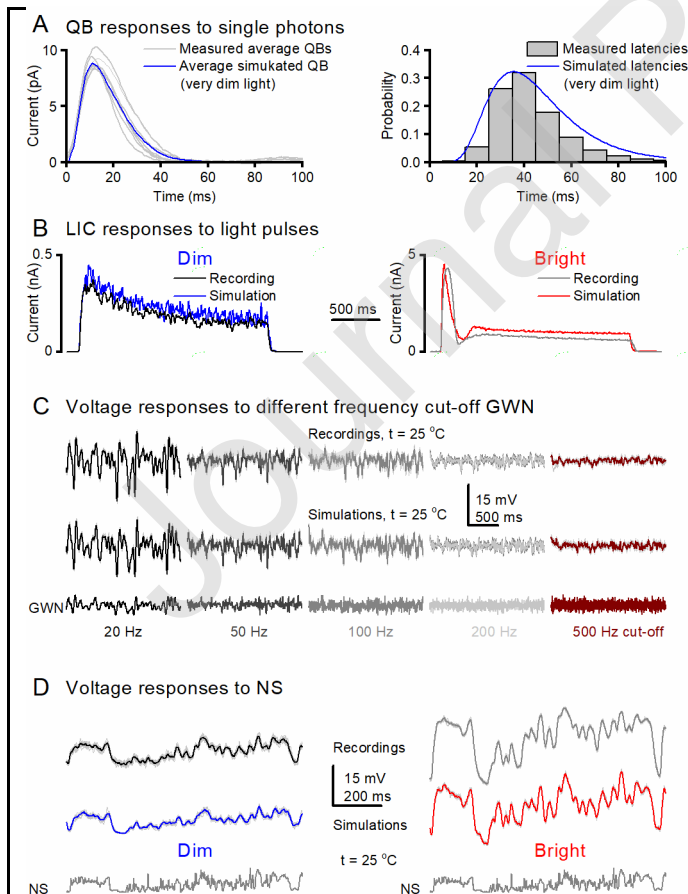 A QB responses to single photons
Measured average QBs
Average simukated QB
(very dim light)
10
5
0
Current (pA)
0 20 40 60 80 100
Time (ms)
Measured latencies
Simulated latencies
(very dim light)
0.4
0.3
0.2
0.1
0.0
Probability
0 20 40 60 80 100
Time (ms)
B LIC responses to light pulses
Dim
Recording
Simulation
0.5
0
Current (nA)
500 ms
Bright
Recording
Simulation
5
0
Current (nA)
C Voltage responses to different frequency cut-off GWN
Recordings, t = 25 °C
15 mV
500 ms
Simulations, t = 25 °C
GWN
20 Hz 50 Hz 100 Hz 200 Hz 500 Hz cut-off
D Voltage responses to NS
Recordings
15 mV
200 ms
Simulations
Dim
t = 25 °C
Bright
NS
NS
Journal P